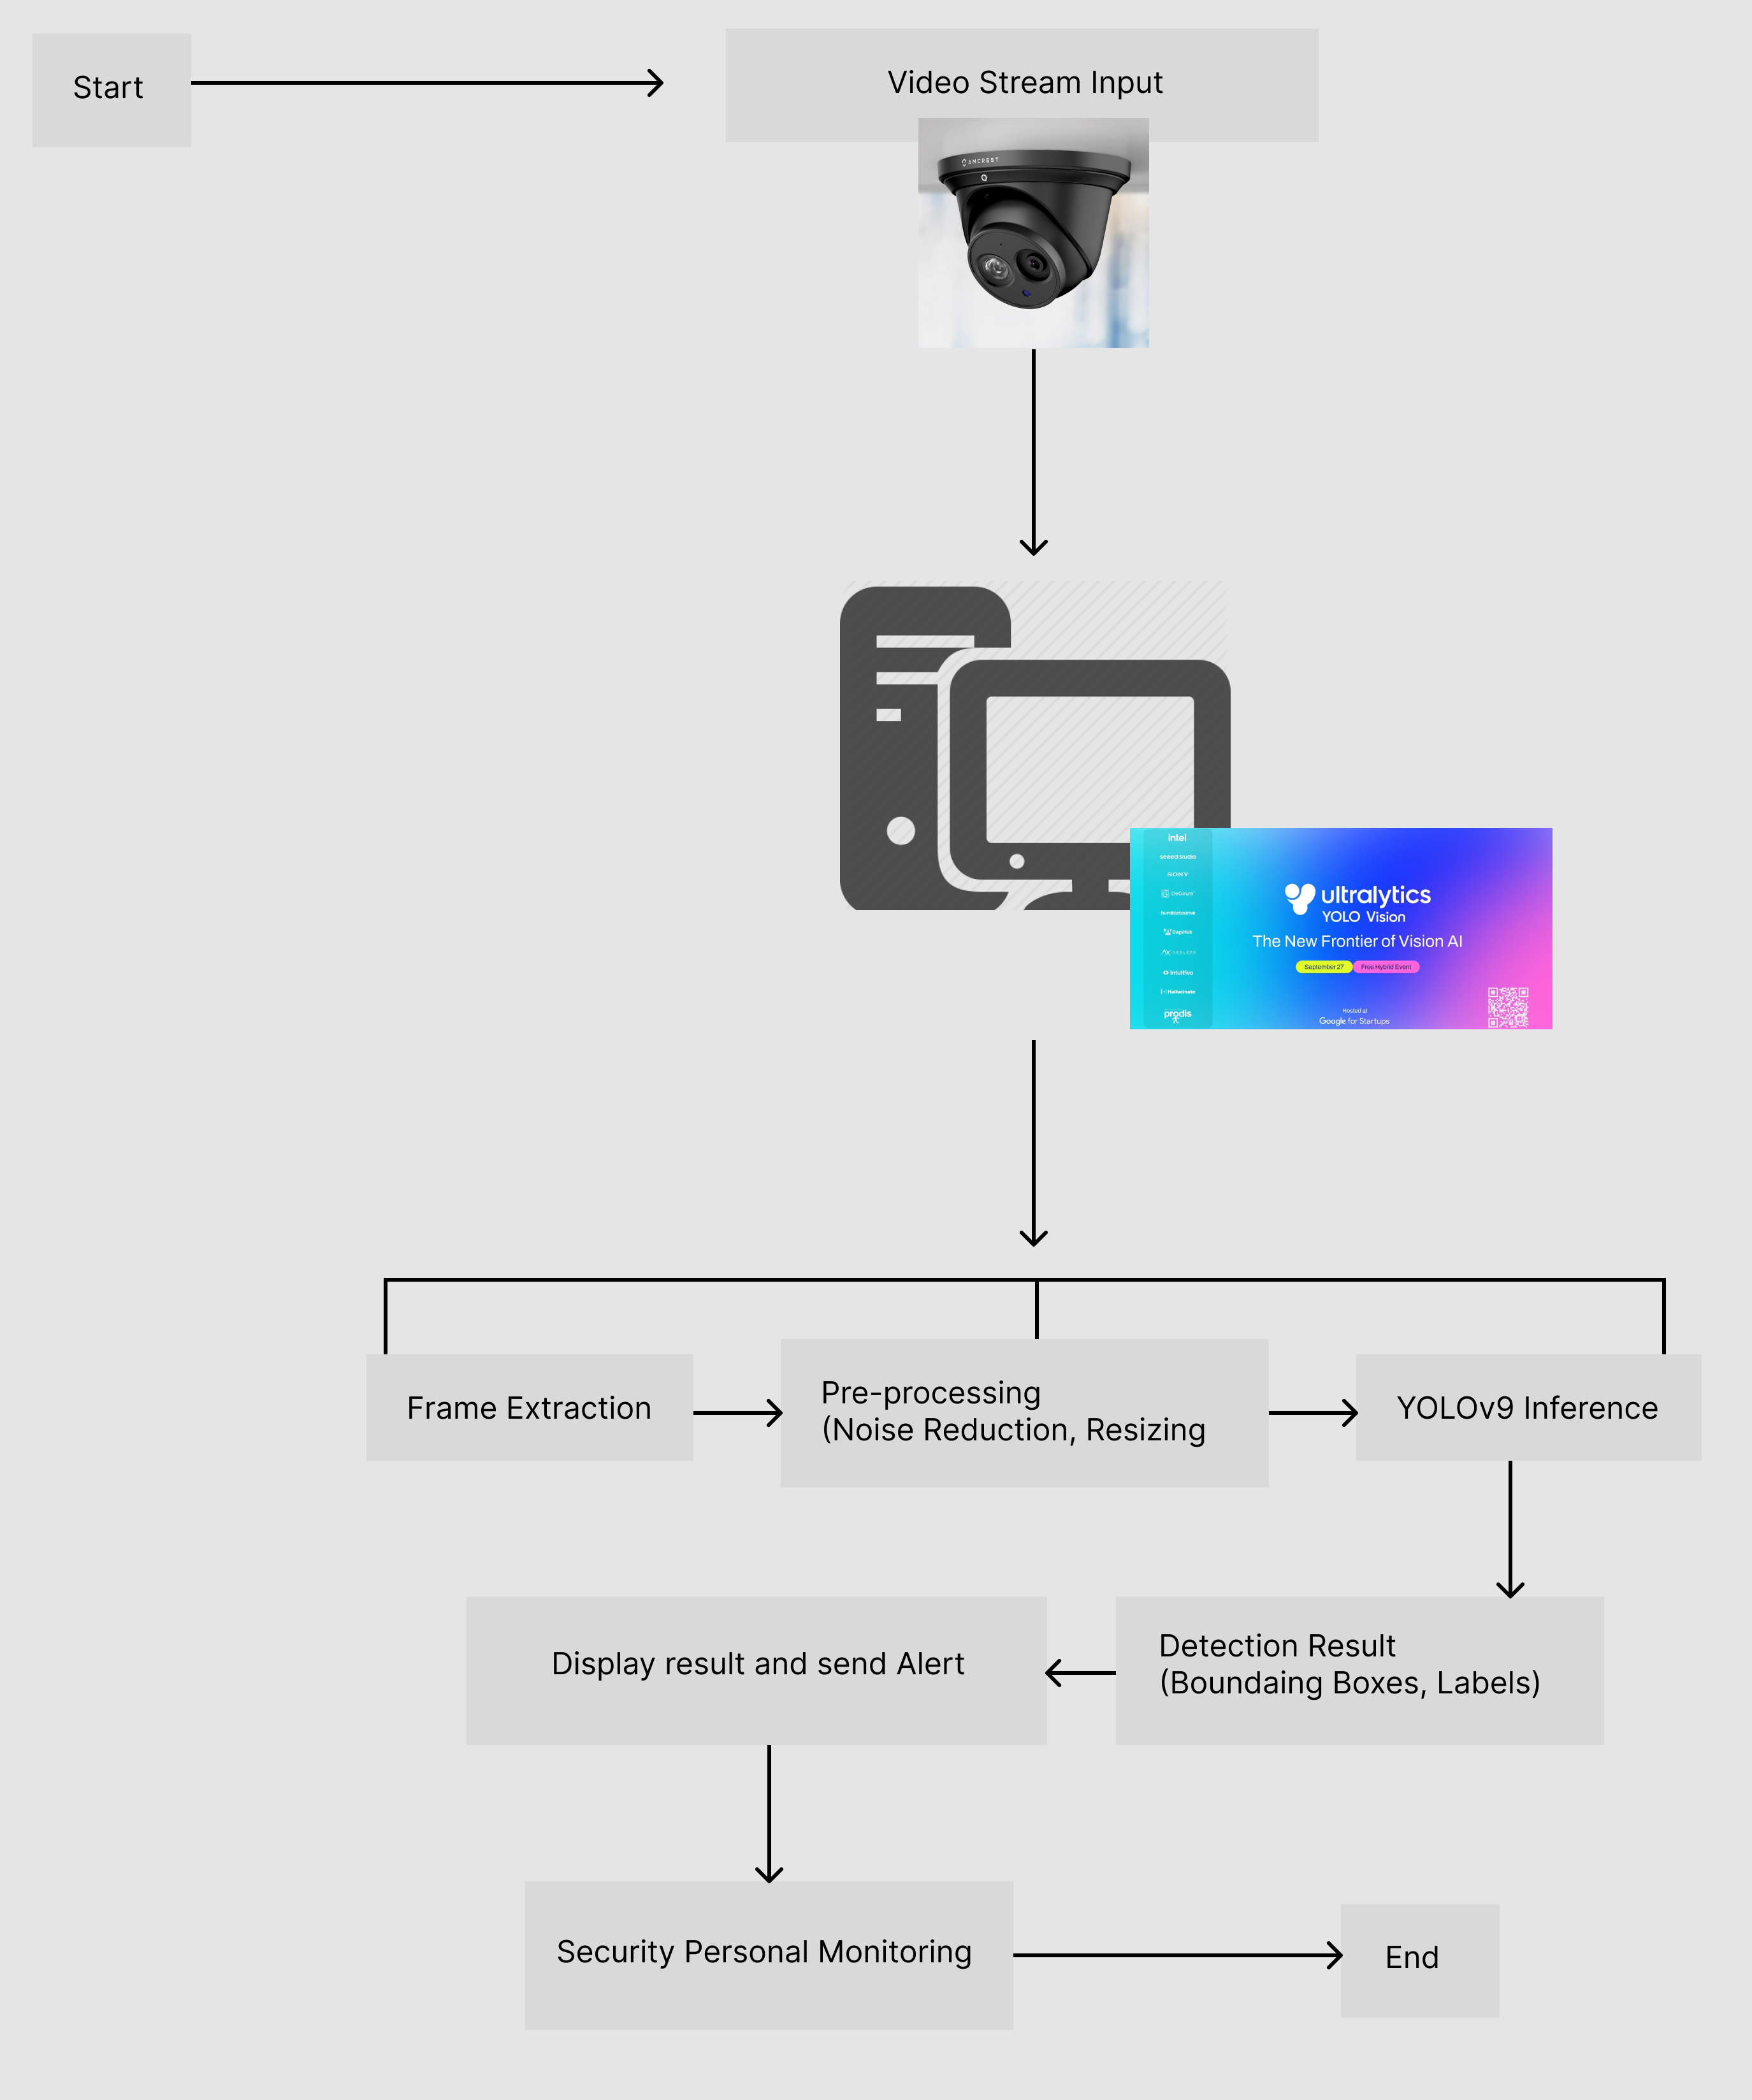 Start
Video Stream Input
AMCREST
intel
seeed studio
SONY
DeGirum
ultralytics
YOLO Vision
The New Frontier of Vision AI
September 27
Free Hybrid Event
Hosted at
Google for Startups
humblebeeai
DagsHub
Intuitivo
prodis
Frame Extraction
Pre-processing
(Noise Reduction, Resizing
YOLOv9 Inference
Display result and send Alert
Detection Result
(Boundaing Boxes, Labels)
Security Personal Monitoring
End